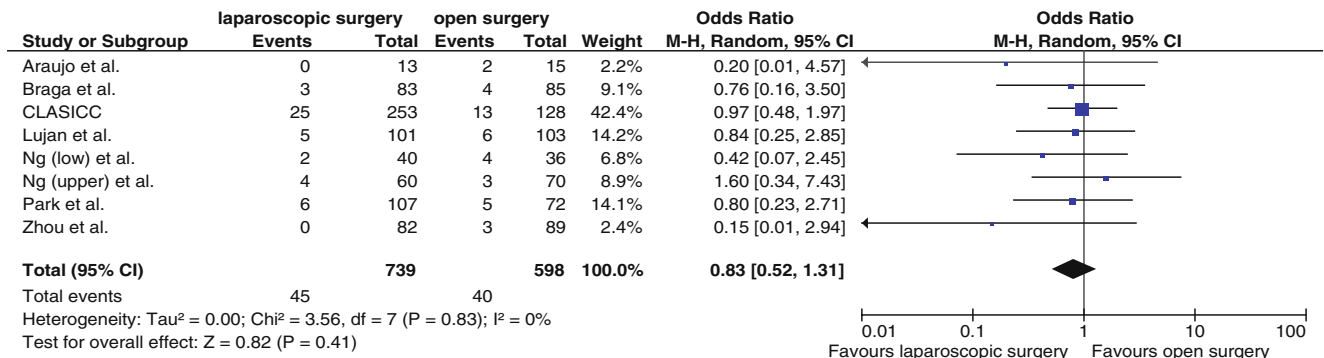 laparoscopic surgery open surgery Odds Ratio Odds Ratio
Study or Subgroup Events Total Events Total Weight M-H, Random, 95% CI M-H, Random, 95% CI
Araujo et al. 0 13 2 15 2.2% 0.20 [0.01, 4.57]
Braga et al. 3 83 4 85 9.1% 0.76 [0.16, 3.50]
CLASICC 25 253 13 128 42.4% 0.97 [0.48, 1.97]
Lujan et al. 5 101 6 103 14.2% 0.84 [0.25, 2.85]
Ng (low) et al. 2 40 4 36 6.8% 0.42 [0.07, 2.45]
Ng (upper) et al. 4 60 3 70 8.9% 1.60 [0.34, 7.43]
Park et al. 6 107 5 72 14.1% 0.80 [0.23, 2.71]
Zhou et al. 0 82 3 89 2.4% 0.15 [0.01, 2.94]
Total (95% CI) 739 598 100.0% 0.83 [0.52, 1.31]
Total events 45 40
Heterogeneity: Tau² = 0.00; Chi² = 3.56, df = 7 (P = 0.83); I² = 0%
Test for overall effect: Z = 0.82 (P = 0.41)
0.01 0.1 1 10 100
Favours laparoscopic surgery Favours open surgery